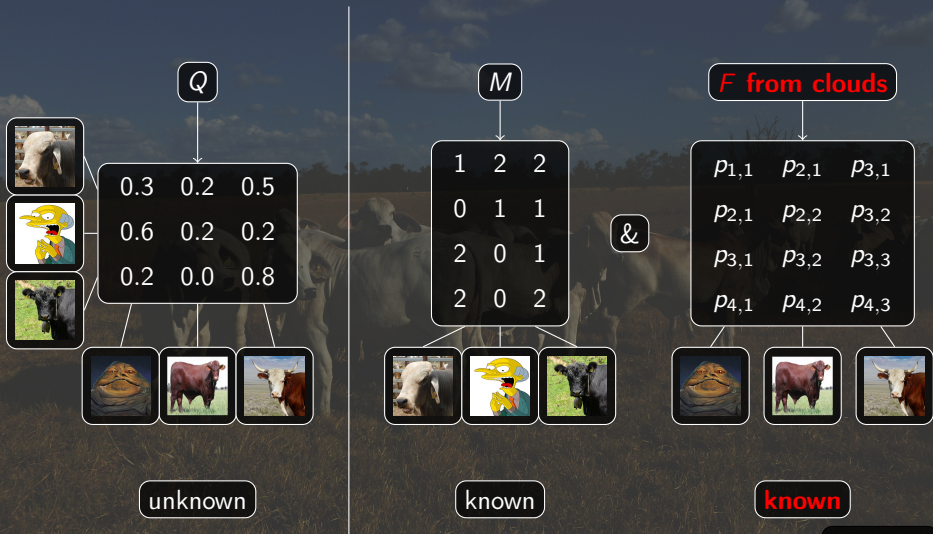 Q
0.3 0.2 0.5
0.6 0.2 0.2
0.2 0.0 0.8
unknown
M
1 2 2
0 1 1
2 0 1
2 0 2
known
&
F from clouds
p1,1 p2,1 p3,1
p2,1 p2,2 p3,2
p3,1 p3,2 p3,3
p4,1 p4,2 p4,3
known